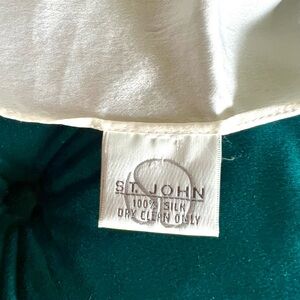 ST. JOHN
100% SILK
DRY CLEAN ONLY